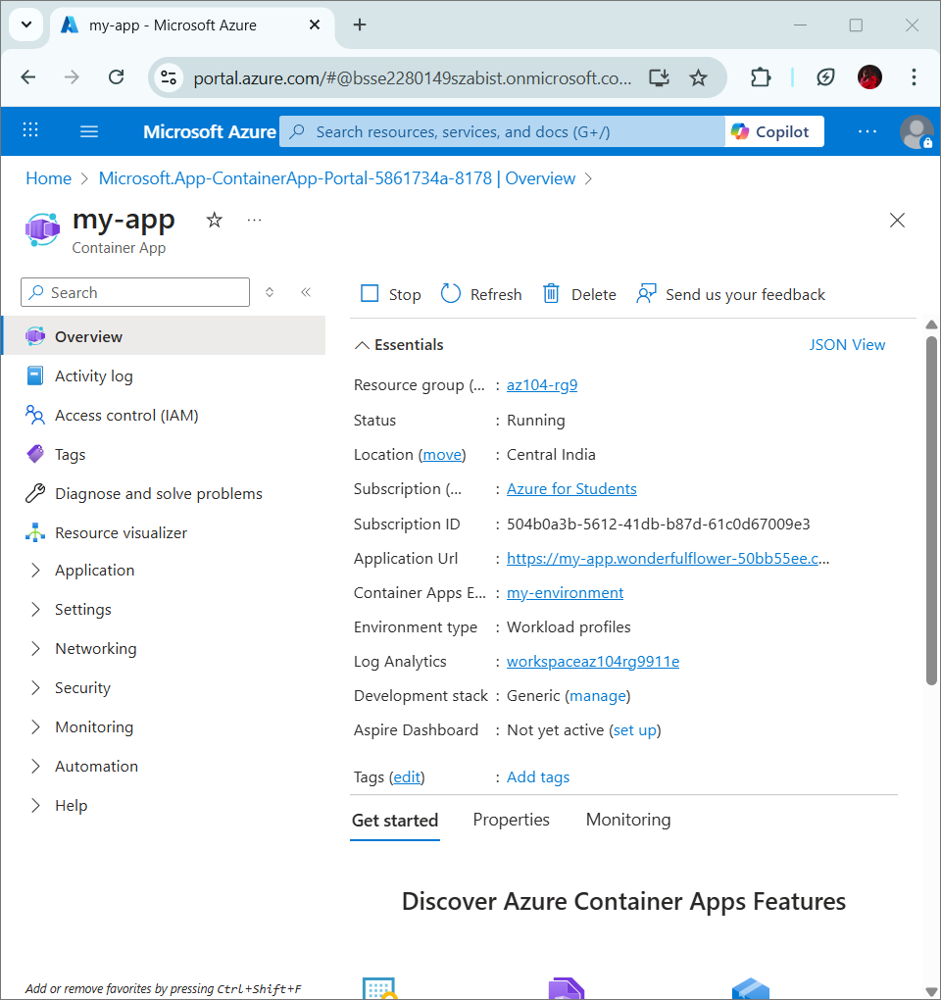 my-app - Microsoft Azure
portal.azure.com/#@bsse2280149szabist.onmicrosoft.co...
Microsoft Azure
Search resources, services, and docs (G+/)
Copilot
Home > Microsoft.App-ContainerApp-Portal-5861734a-8178 | Overview >
my-app
Container App
Search
Stop Refresh Delete Send us your feedback
Overview
Activity log
Access control (IAM)
Tags
Diagnose and solve problems
Resource visualizer
Application
Settings
Networking
Security
Monitoring
Automation
Help
Add or remove favorites by pressing Ctrl+Shift+F
Essentials JSON View
Resource group (... : az104-rg9
Status : Running
Location (move) : Central India
Subscription (... : Azure for Students
Subscription ID : 504b0a3b-5612-41db-b87d-61c0d67009e3
Application Url : https://my-app.wonderfulflower-50bb55ee.c...
Container Apps E... : my-environment
Environment type : Workload profiles
Log Analytics : workspaceaz104rg9911e
Development stack : Generic (manage)
Aspire Dashboard : Not yet active (set up)
Tags (edit) : Add tags
Get started Properties Monitoring
Discover Azure Container Apps Features